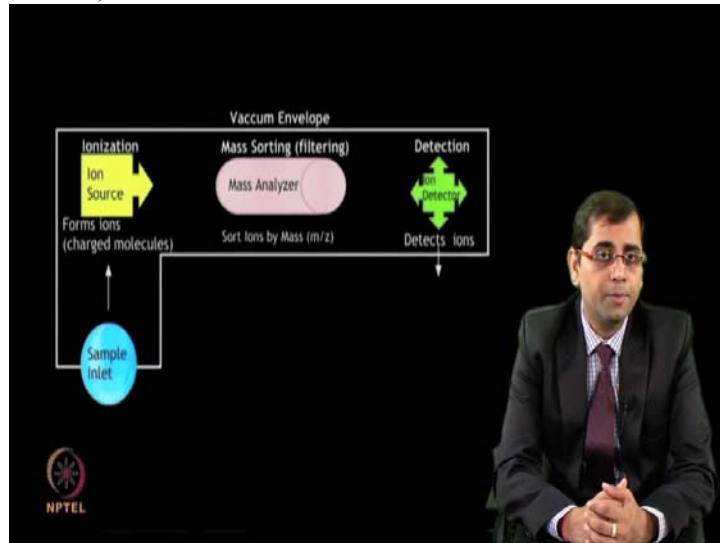 Vaccum Envelope
Ionization
Mass Sorting (filtering)
Detection
Ion
Source
Mass Analyzer
Ion
Detector
Forms ions
(charged molecules)
Sort Ions by Mass (m/z)
Detects ions
Sample
Inlet
NPTEL